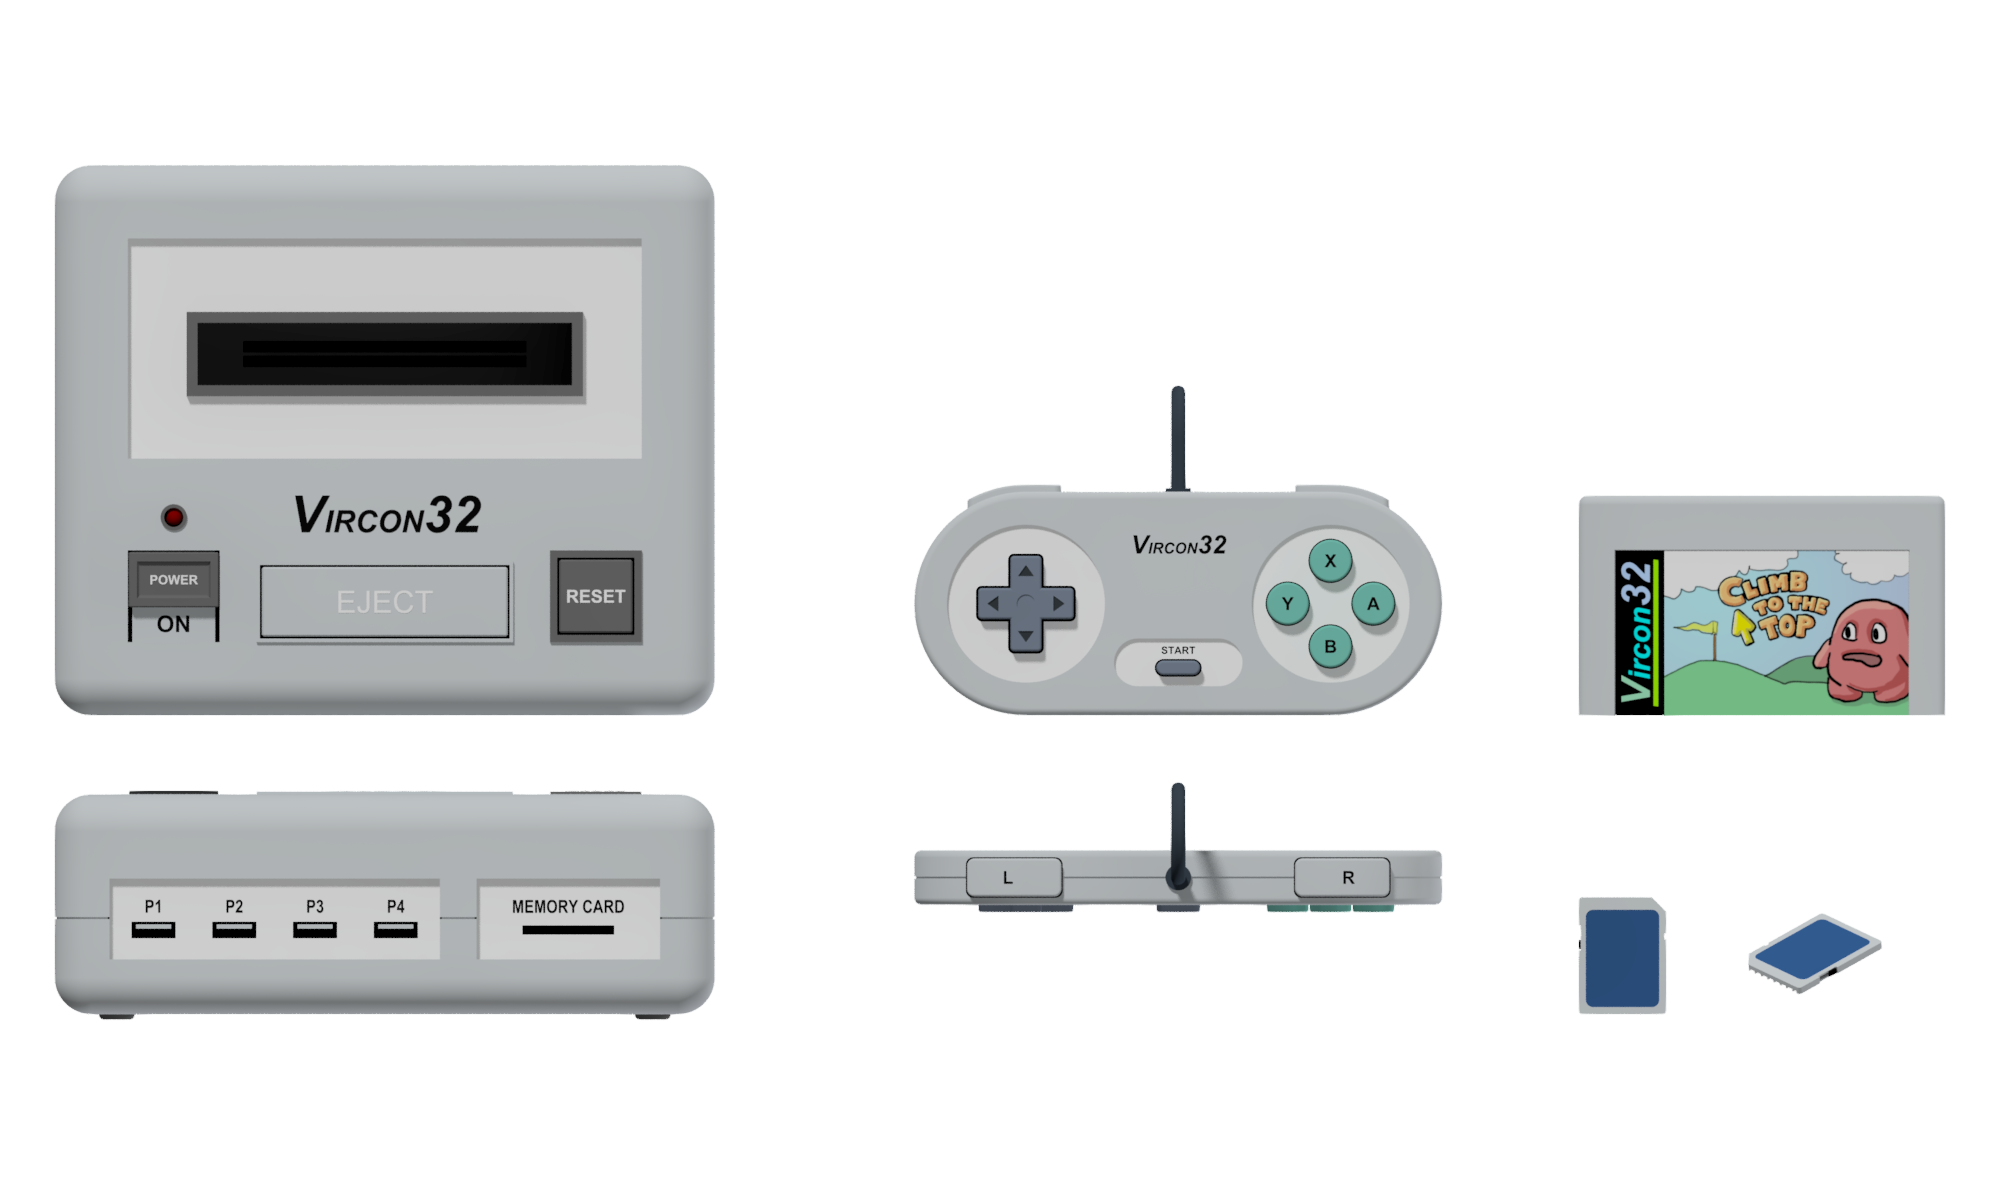 VIRCON32
POWER
ON
EJECT
RESET
P1 P2 P3 P4
MEMORY CARD
VIRCON32
X
Y A
B
START
L R
Vircon32
CLIMB
TO THE
TOP